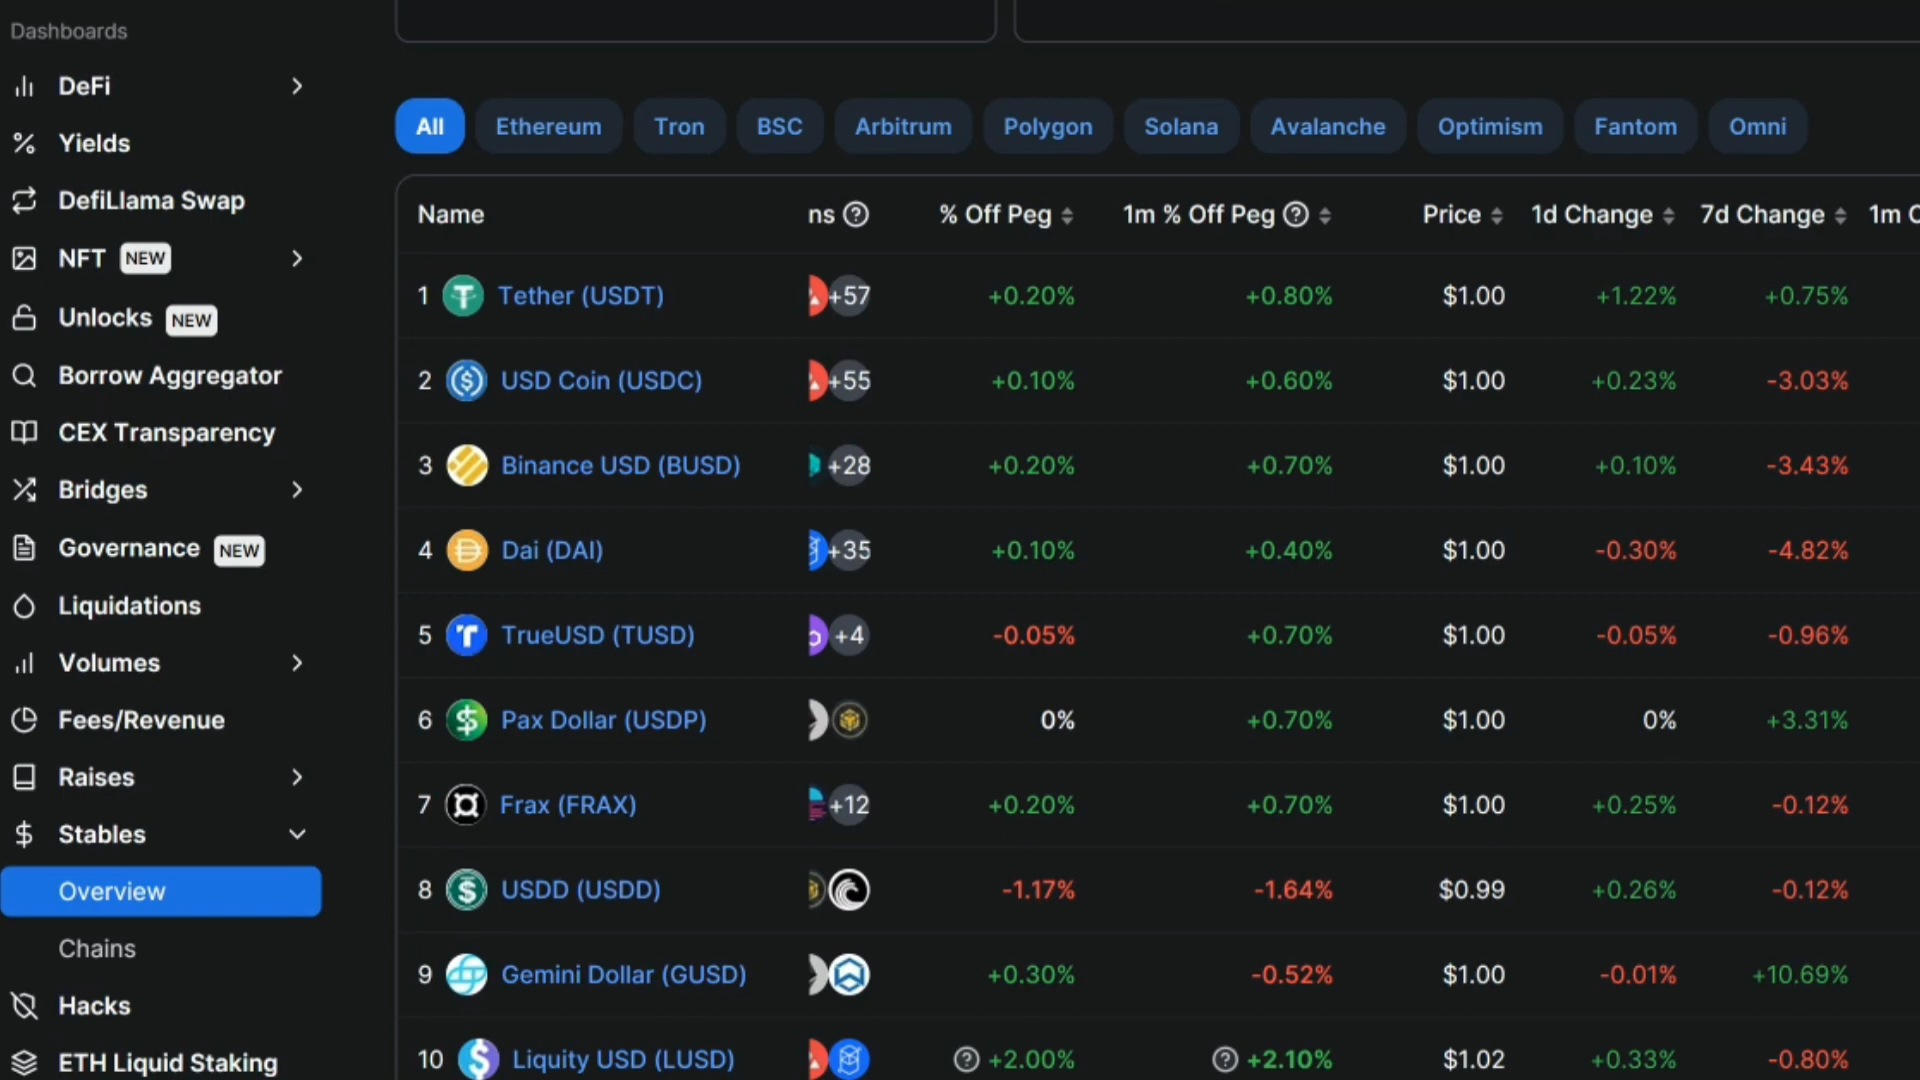 Dashboards
DeFi
Yields
DefiLlama Swap
NFT NEW
Unlocks NEW
Borrow Aggregator
CEX Transparency
Bridges
Governance NEW
Liquidations
Volumes
Fees/Revenue
Raises
Stables
Overview
Chains
Hacks
ETH Liquid Staking
All Ethereum Tron BSC Arbitrum Polygon Solana Avalanche Optimism Fantom Omni
Name ns ? % Off Peg 1m % Off Peg ? Price 1d Change 7d Change 1m C
1 Tether (USDT) +57 +0.20% +0.80% $1.00 +1.22% +0.75%
2 USD Coin (USDC) +55 +0.10% +0.60% $1.00 +0.23% -3.03%
3 Binance USD (BUSD) +28 +0.20% +0.70% $1.00 +0.10% -3.43%
4 Dai (DAI) +35 +0.10% +0.40% $1.00 -0.30% -4.82%
5 TrueUSD (TUSD) +4 -0.05% +0.70% $1.00 -0.05% -0.96%
6 Pax Dollar (USDP) 0% +0.70% $1.00 0% +3.31%
7 Frax (FRAX) +12 +0.20% +0.70% $1.00 +0.25% -0.12%
8 USDD (USDD) -1.17% -1.64% $0.99 +0.26% -0.12%
9 Gemini Dollar (GUSD) +0.30% -0.52% $1.00 -0.01% +10.69%
10 Liquity USD (LUSD) ? +2.00% ? +2.10% $1.02 +0.33% -0.80%